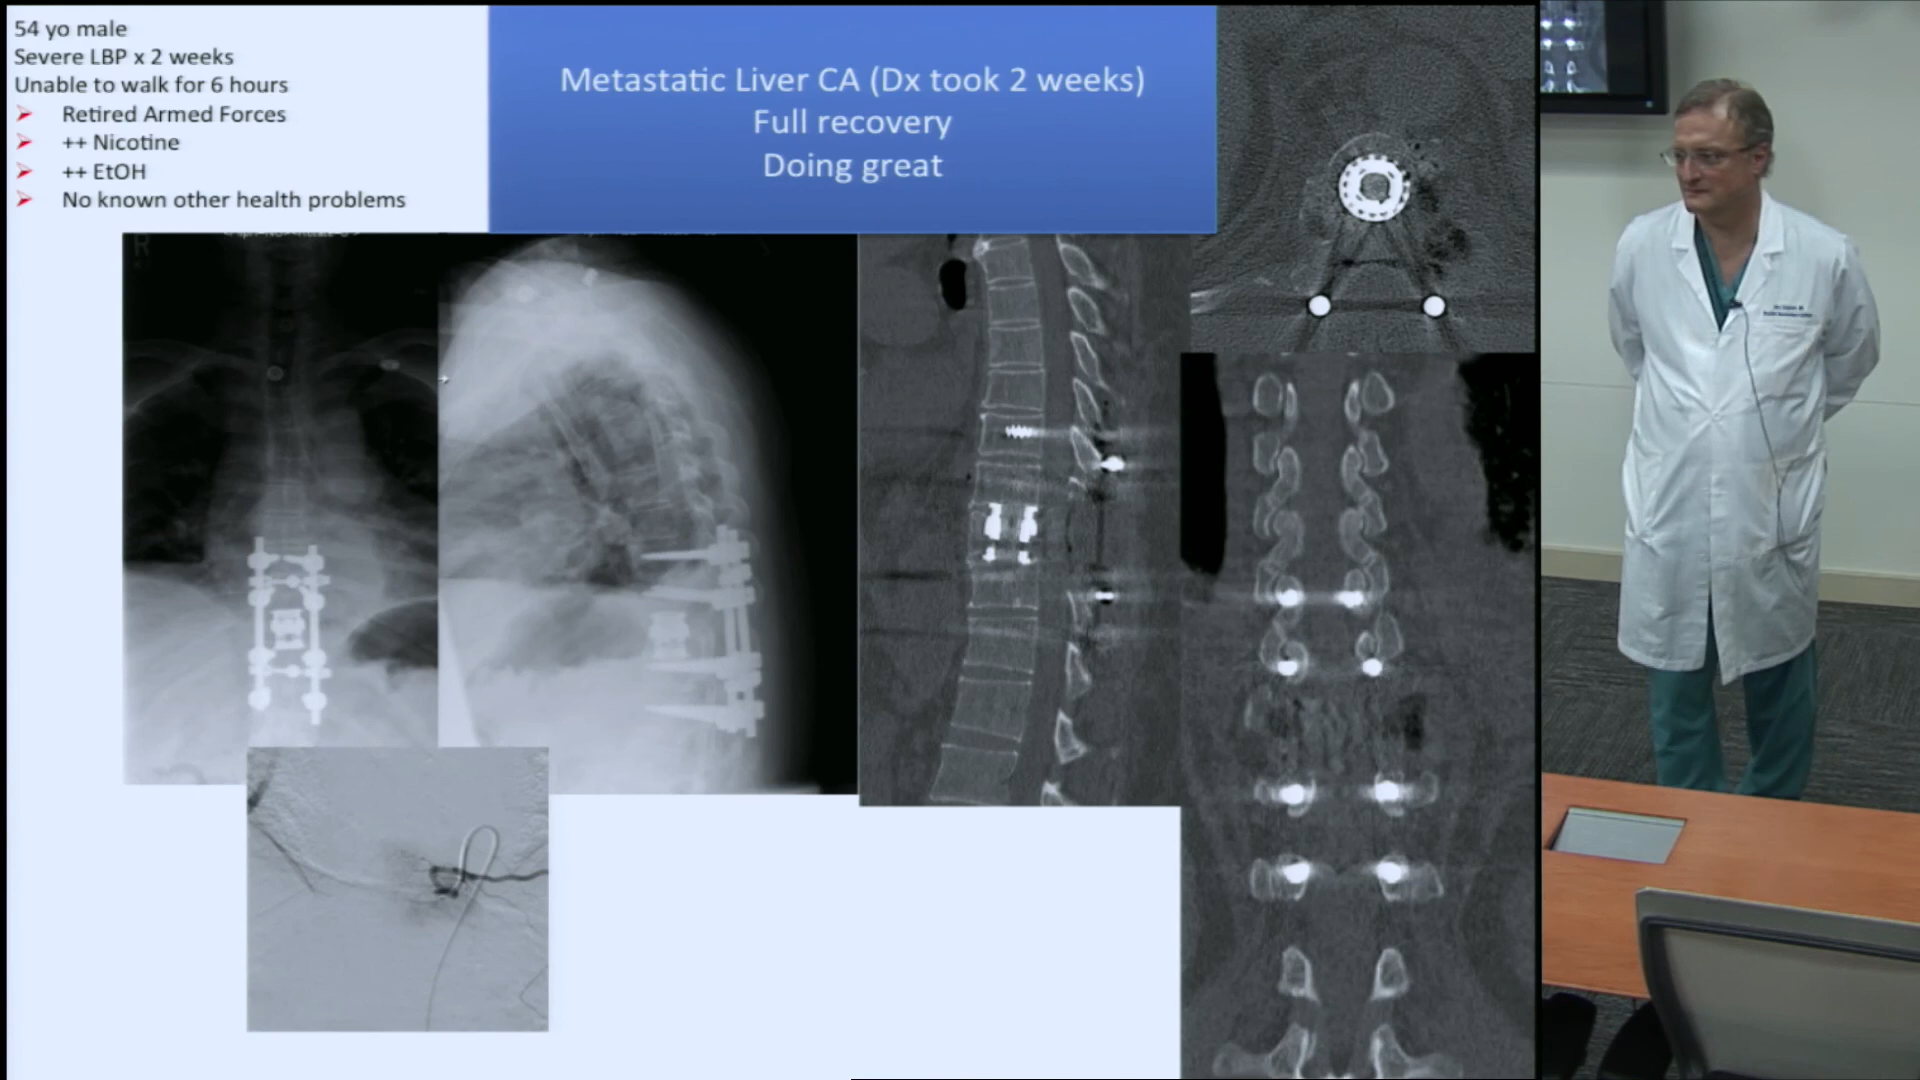 54 yo male
Severe LBP x 2 weeks
Unable to walk for 6 hours
Retired Armed Forces
++ Nicotine
++ EtOH
No known other health problems
Metastatic Liver CA (Dx took 2 weeks)
Full recovery
Doing great
R